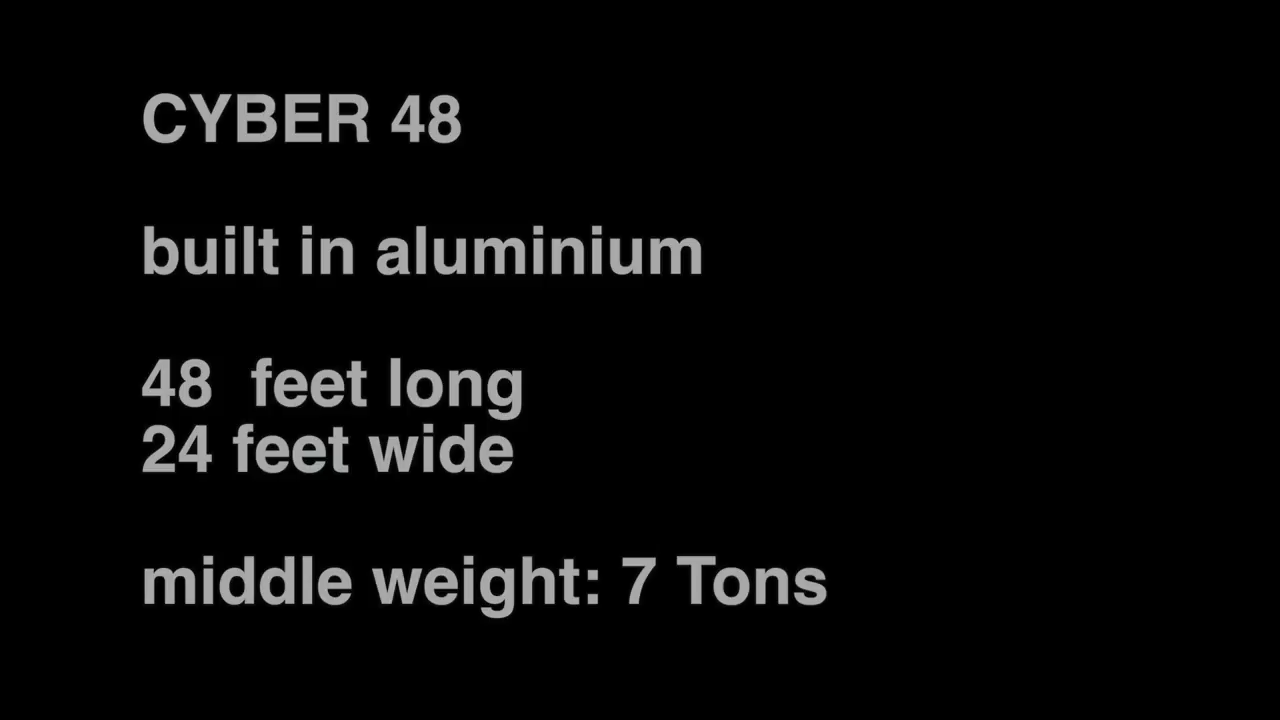 CYBER 48
built in aluminium
48  feet long
24 feet wide
middle weight: 7 Tons